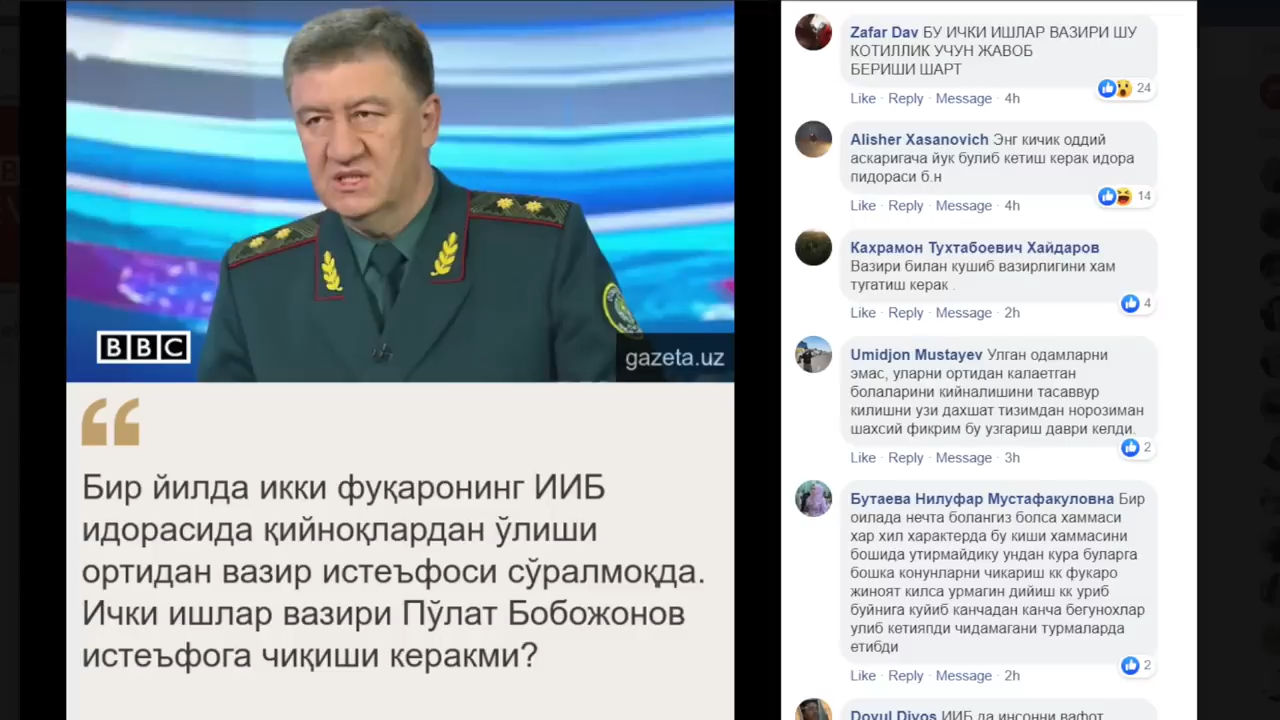 BBC
gazeta.uz
Бир йилда икки фуқаронинг ИИБ
идорасида қийноқлардан ўлиши
ортидан вазир истеъфоси сўралмоқда.
Ички ишлар вазири Пўлат Бобожонов
истеъфога чиқиши керакми?
Zafar Dav БУ ИЧКИ ИШЛАР ВАЗИРИ ШУ
КОТИЛЛИК УЧУН ЖАВОБ
БЕРИШИ ШАРТ
24
Like · Reply · Message · 4h
Alisher Xasanovich Энг кичик оддий
аскаригача йук булиб кетиш керак идора
пидораси б.н
14
Like · Reply · Message · 4h
Кахрамон Тухтабоевич Хайдаров
Вазири билан кушиб вазирлигини хам
тугатиш керак .
4
Like · Reply · Message · 2h
Umidjon Mustayev Улган одамларни
эмас, уларни ортидан калаетган
болаларини кийналишини тасаввур
килишни узи дахшат тизимдан норозиман
шахсий фикрим бу узгариш даври келди.
2
Like · Reply · Message · 3h
Бутаева Нилуфар Мустафакуловна Бир
оилада нечта болангиз болса хаммаси
хар хил характерда бу киши хаммасини
бошида утирмайдику ундан кура буларга
бошка конунларни чикариш кк фукаро
жиноят килса урмагин дийиш кк уриб
буйнига куйиб канчадан канча бегунохлар
улиб кетияпди чидамагани турмаларда
етибди
2
Like · Reply · Message · 2h
Dovul Divos ИИБ да инсонни вафот